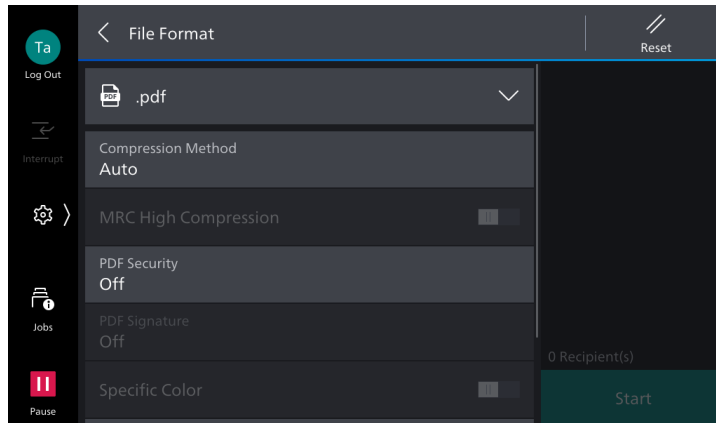 Ta
Log Out
Interrupt
Jobs
Pause
File Format
Reset
PDF
.pdf
Compression Method
Auto
MRC High Compression
PDF Security
Off
PDF Signature
Off
Specific Color
0 Recipient(s)
Start